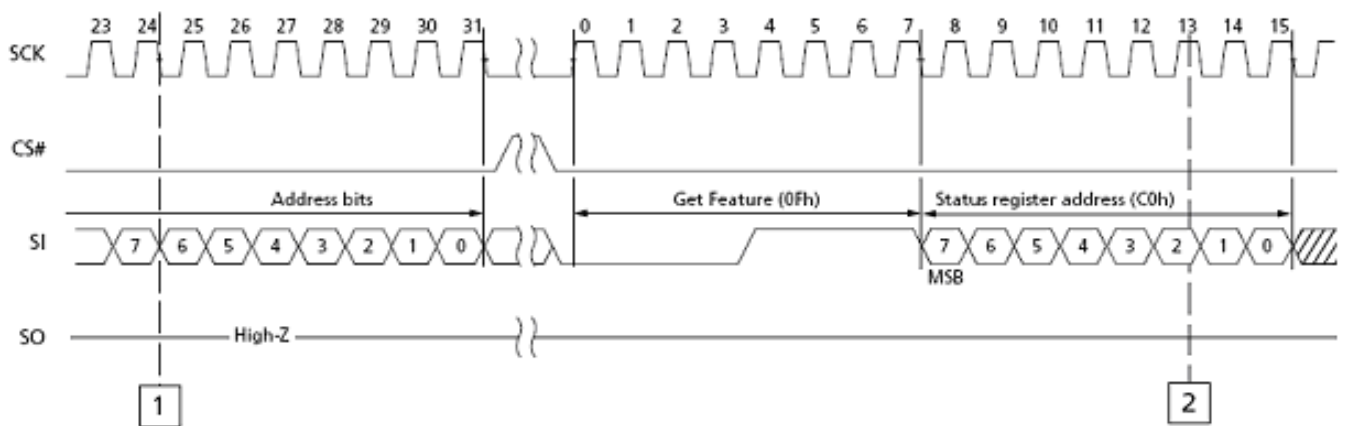 23 24 25 26 27 28 29 30 31 0 1 2 3 4 5 6 7 8 9 10 11 12 13 14 15
SCK
CS#
Address bits Get Feature (0Fh) Status register address (C0h)
SI 7 6 5 4 3 2 1 0 7 6 5 4 3 2 1 0
MSB
SO High-Z
1 2